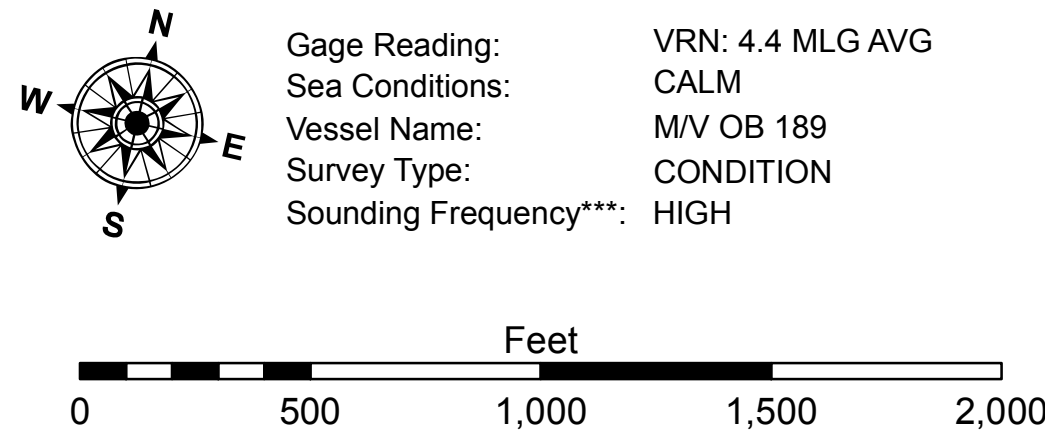 N
W
E
S
Gage Reading: VRN: 4.4 MLG AVG
Sea Conditions: CALM
Vessel Name: M/V OB 189
Survey Type: CONDITION
Sounding Frequency***: HIGH
Feet
0 500 1,000 1,500 2,000